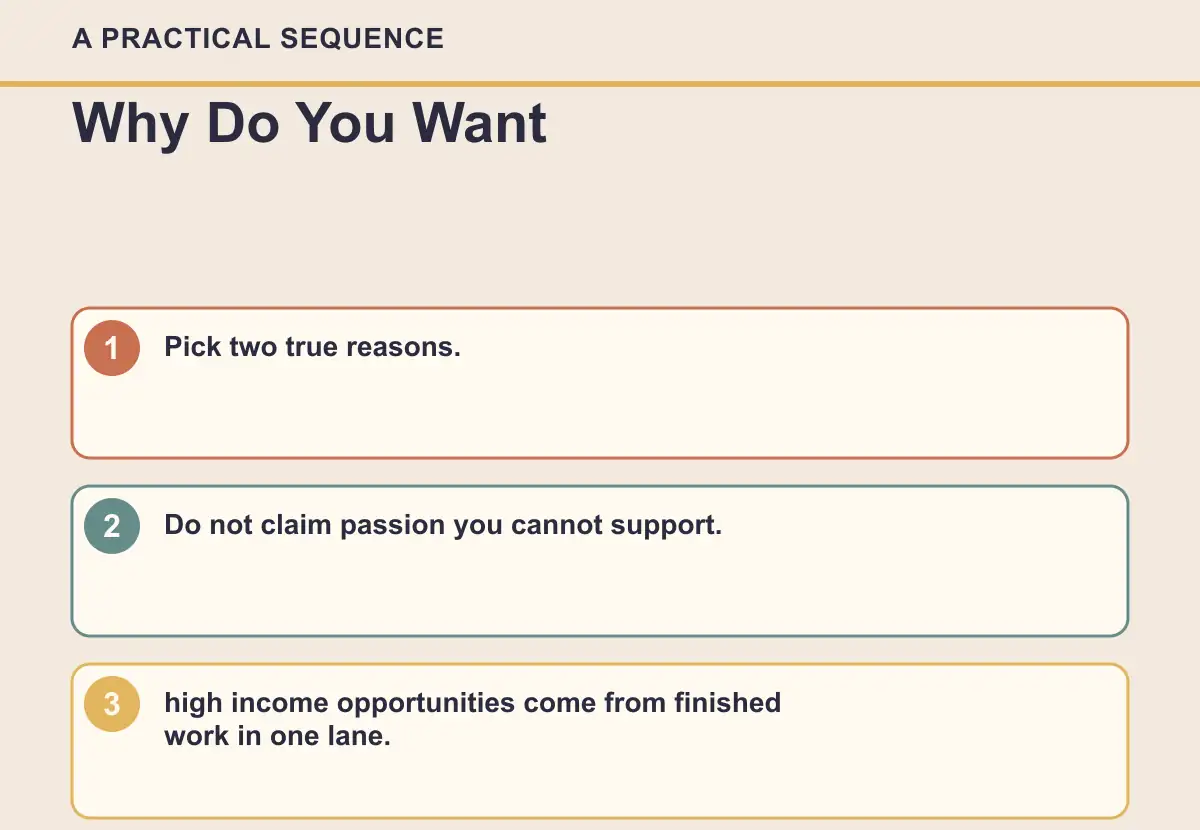 A PRACTICAL SEQUENCE
Why Do You Want
1
Pick two true reasons.
2
Do not claim passion you cannot support.
3
high income opportunities come from finished
work in one lane.